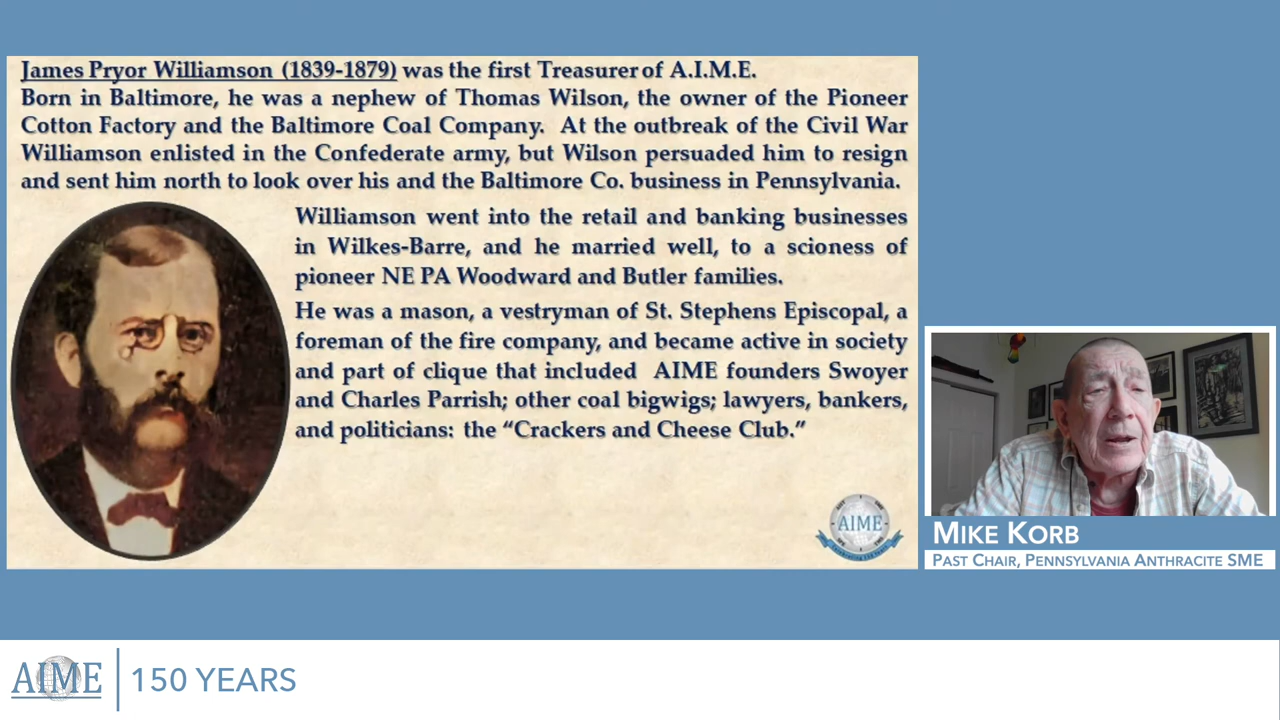 James Pryor Williamson (1839-1879) was the first Treasurer of A.I.M.E.
Born in Baltimore, he was a nephew of Thomas Wilson, the owner of the Pioneer
Cotton Factory and the Baltimore Coal Company. At the outbreak of the Civil War
Williamson enlisted in the Confederate army, but Wilson persuaded him to resign
and sent him north to look over his and the Baltimore Co. business in Pennsylvania.
Williamson went into the retail and banking businesses
in Wilkes-Barre, and he married well, to a scioness of
pioneer NE PA Woodward and Butler families.
He was a mason, a vestryman of St. Stephens Episcopal, a
foreman of the fire company, and became active in society
and part of clique that included AIME founders Swoyer
and Charles Parrish; other coal bigwigs; lawyers, bankers,
and politicians: the “Crackers and Cheese Club.”
AIME
MIKE KORB
PAST CHAIR, PENNSYLVANIA ANTHRACITE SME
AIME
150 YEARS